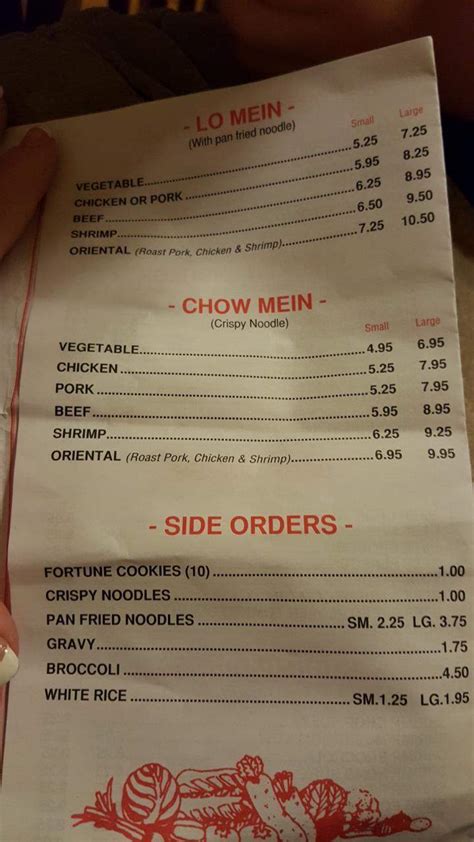 - LO MEIN -
(With pan fried noodle)
Small Large
VEGETABLE 5.25 7.25
CHICKEN OR PORK 5.95 8.25
BEEF 6.25 8.95
SHRIMP 6.50 9.50
ORIENTAL (Roast Pork, Chicken & Shrimp) 7.25 10.50
- CHOW MEIN -
(Crispy Noodle)
Small Large
VEGETABLE 4.95 6.95
CHICKEN 5.25 7.95
PORK 5.25 7.95
BEEF 5.95 8.95
SHRIMP 6.25 9.25
ORIENTAL (Roast Pork, Chicken & Shrimp) 6.95 9.95
- SIDE ORDERS -
FORTUNE COOKIES (10) 1.00
CRISPY NOODLES 1.00
PAN FRIED NOODLES SM. 2.25 LG. 3.75
GRAVY 1.75
BROCCOLI 4.50
WHITE RICE SM.1.25 LG.1.95